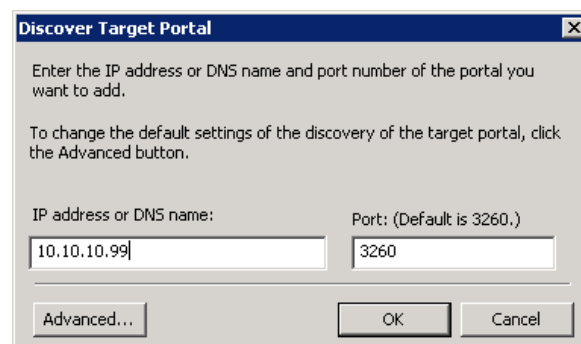 Discover Target Portal
Enter the IP address or DNS name and port number of the portal you
want to add.
To change the default settings of the discovery of the target portal, click
the Advanced button.
IP address or DNS name:
Port: (Default is 3260.)
10.10.10.99
3260
Advanced...
OK
Cancel